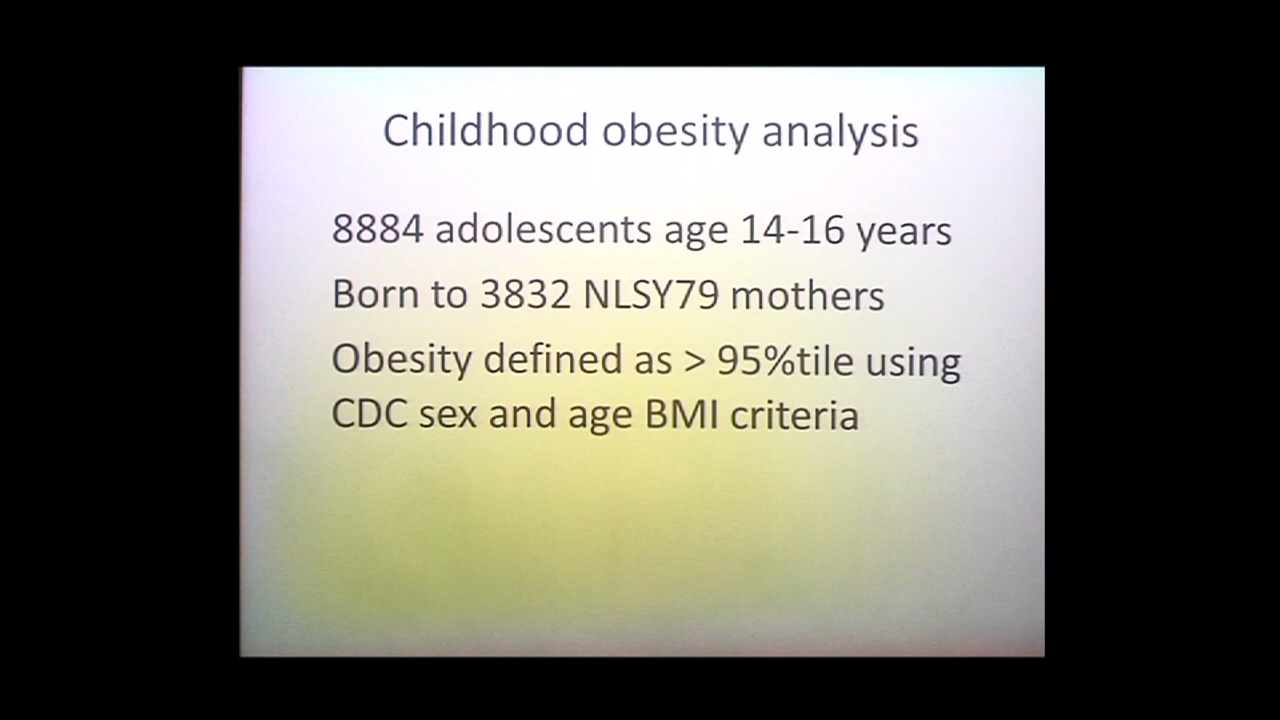 Childhood obesity analysis
8884 adolescents age 14-16 years
Born to 3832 NLSY79 mothers
Obesity defined as > 95%tile using
CDC sex and age BMI criteria